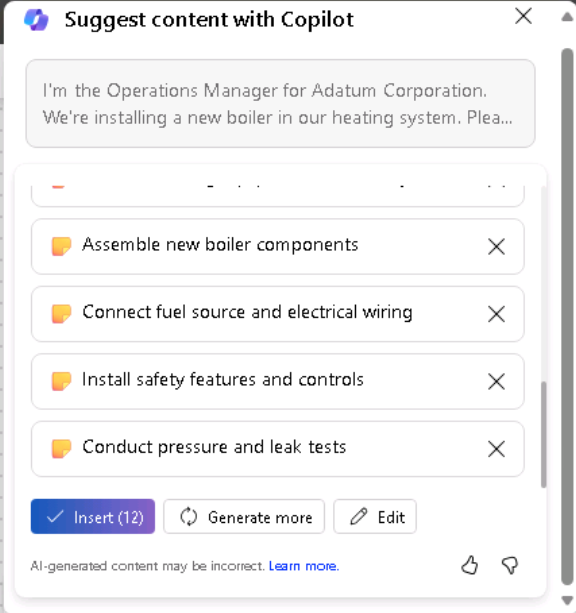 Suggest content with Copilot
I'm the Operations Manager for Adatum Corporation.
We're installing a new boiler in our heating system. Plea...
Assemble new boiler components
Connect fuel source and electrical wiring
Install safety features and controls
Conduct pressure and leak tests
Insert (12)
Generate more
Edit
AI-generated content may be incorrect. Learn more.